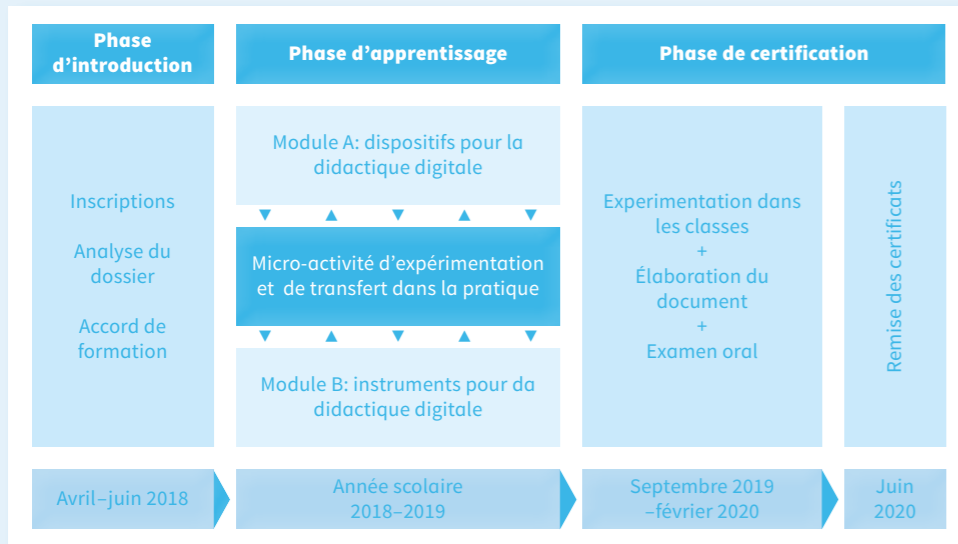 Phase
d'introduction
Phase d'apprentissage
Phase de certification
Inscriptions
Analyse du
dossier
Accord de
formation
Module A: dispositifs pour la
didactique digitale
Micro-activité d'expérimentation
et de transfert dans la pratique
Module B: instruments pour da
didactique digitale
Experimentation dans
les classes
+
Élaboration du
document
+
Examen oral
Remise des certificats
Avril–juin 2018
Année scolaire
2018–2019
Septembre 2019
–février 2020
Juin
2020